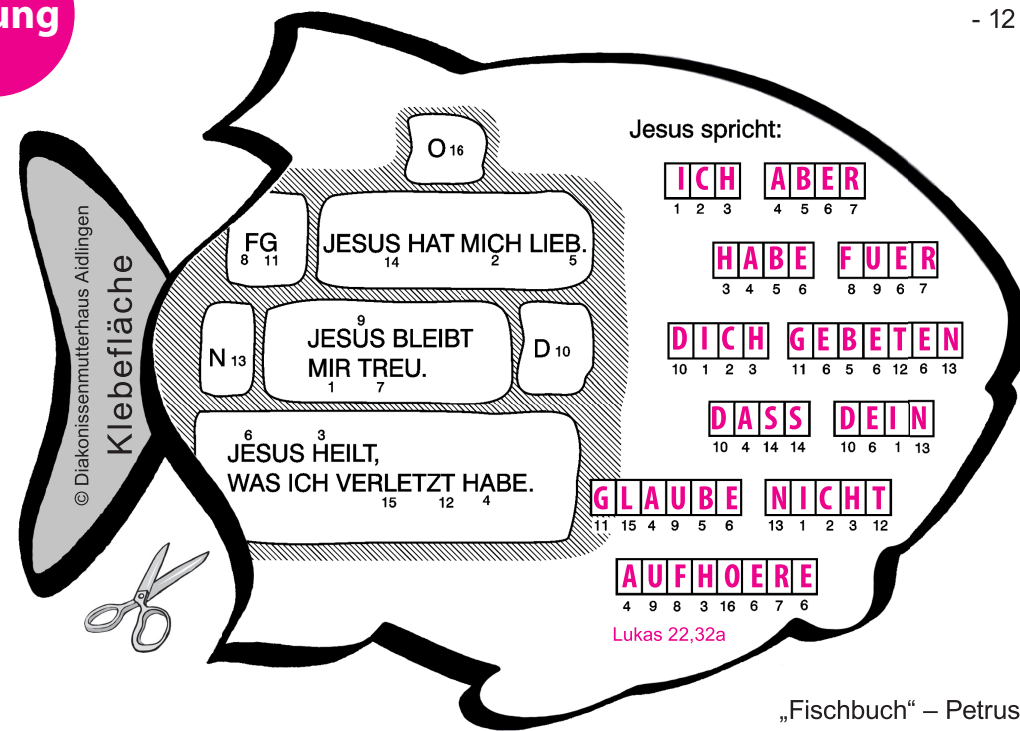 ung
- 12
Jesus spricht:
O 16
ICH ABER
1 2 3 4 5 6 7
FG
8 11
JESUS HAT MICH LIEB.
14 2 5
HABE FUER
3 4 5 6 8 9 6 7
N 13
9
JESUS BLEIBT
MIR TREU.
1 7
D 10
DICH GEBETEN
10 1 2 3 11 6 5 6 12 6 13
6 3
JESUS HEILT,
WAS ICH VERLETZT HABE.
15 12 4
DASS DEIN
10 4 14 14 10 6 1 13
GLAUBE NICHT
11 15 4 9 5 6 13 1 2 3 12
AUFHOERE
4 9 8 3 16 6 7 6
Lukas 22,32a
© Diakonissenmutterhaus Aidlingen
Klebefläche
„Fischbuch“ – Petrus